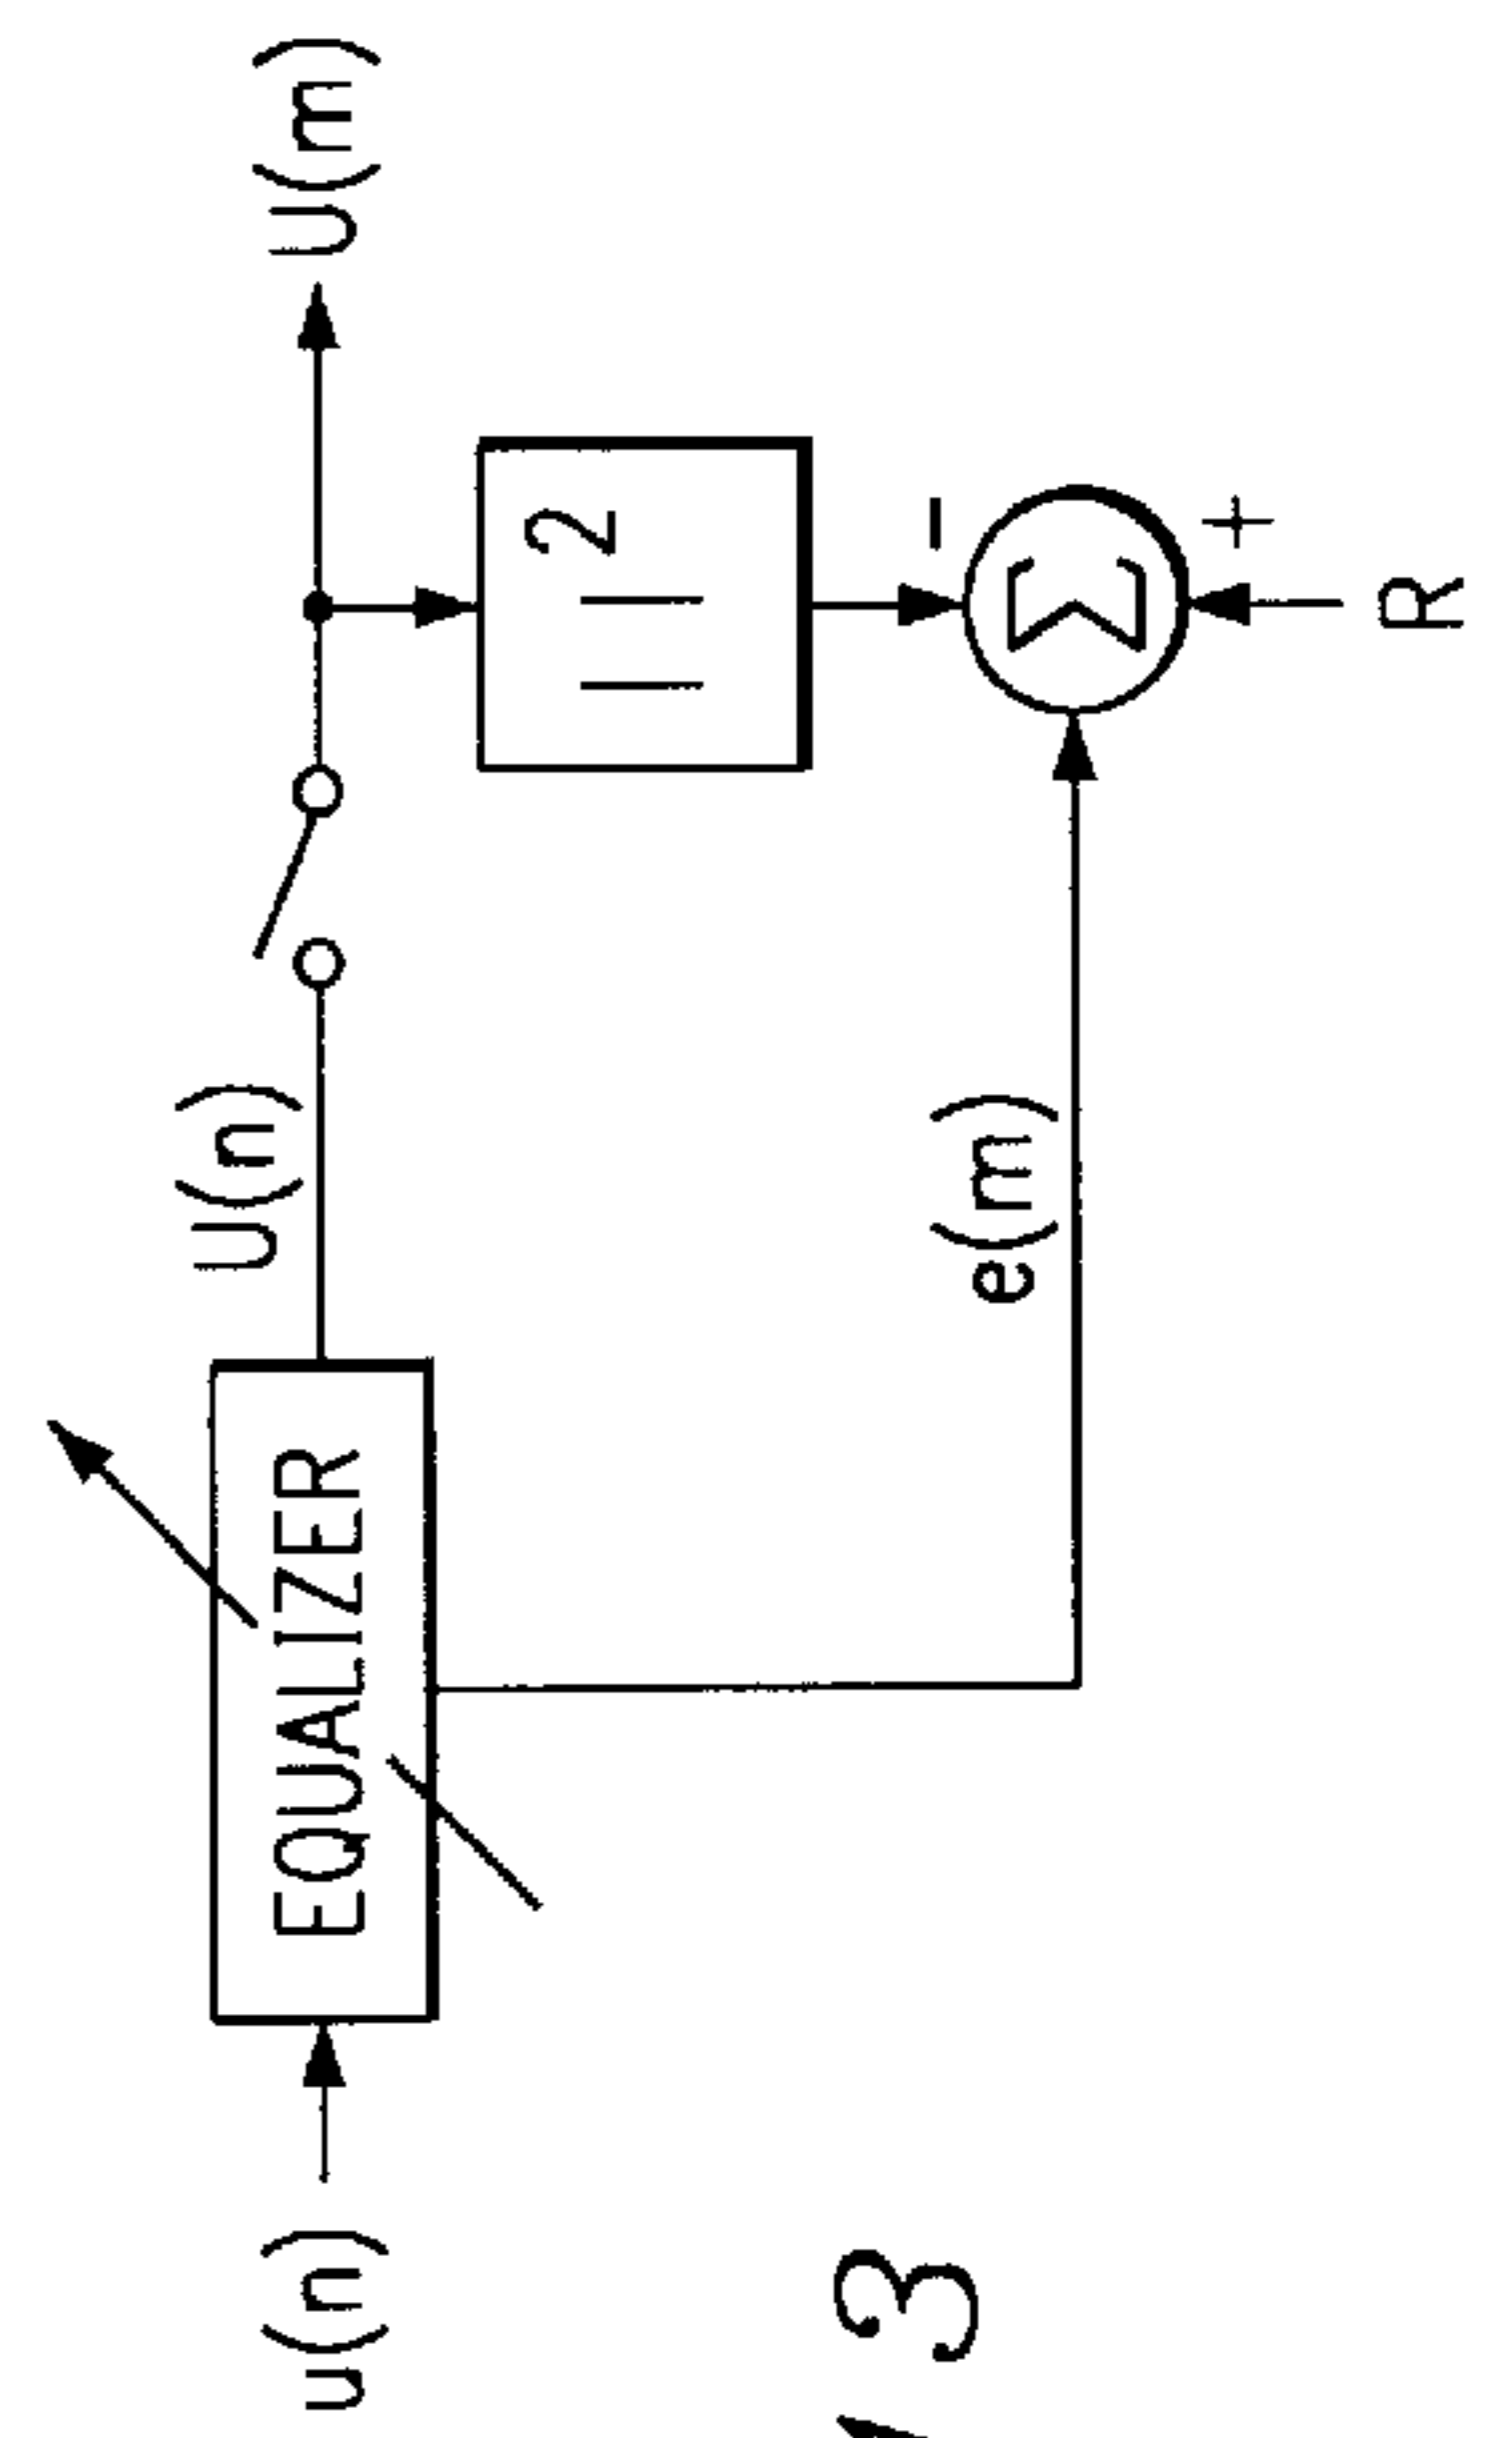 u(n)
EQUALIZER
U(n)
U(m)
| |2
e(m)
Σ
-
+
R
3